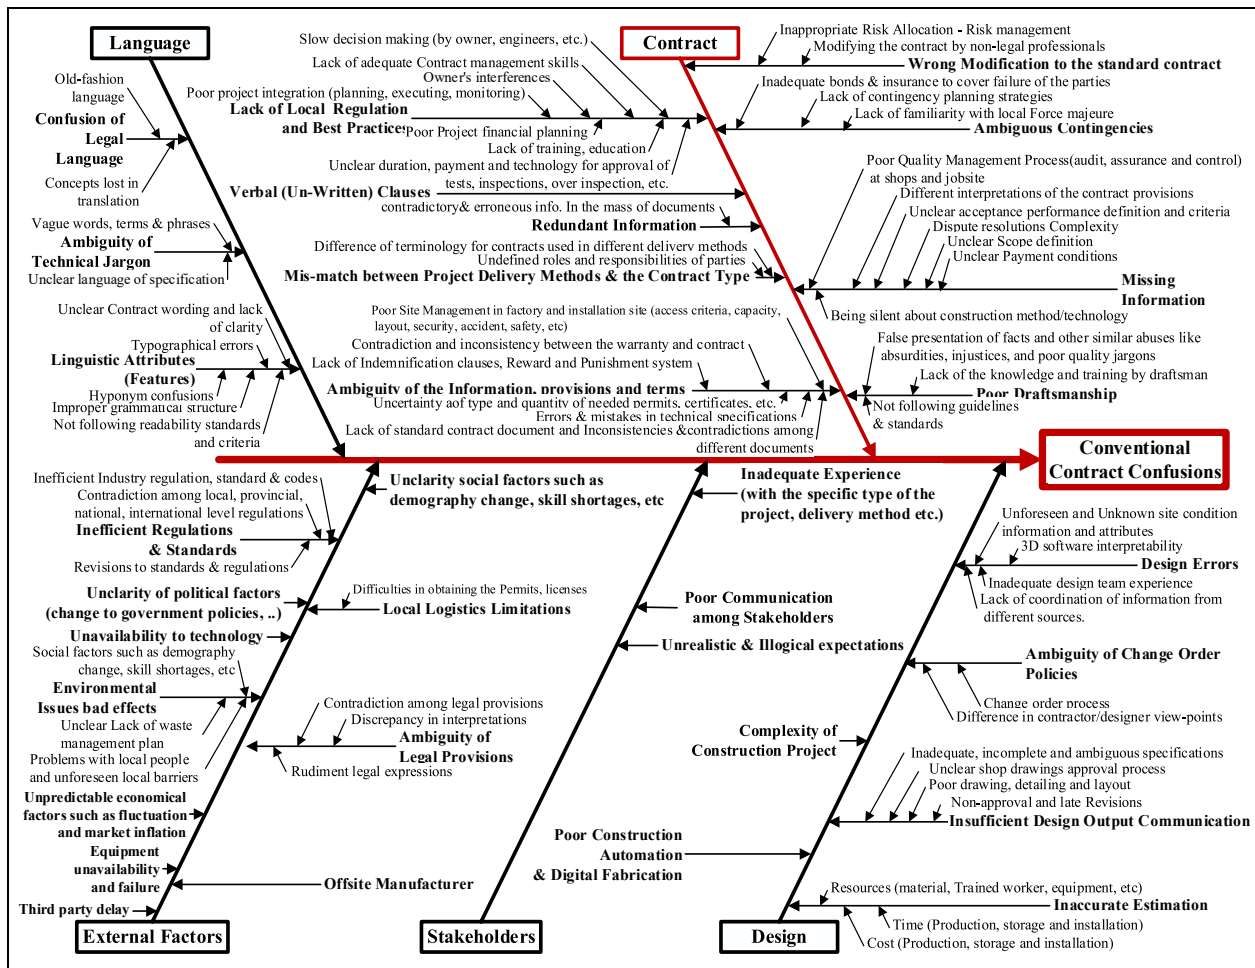 Language
Old-fashion
language
Confusion of
Legal
Language
Concepts lost in
translation
Vague words, terms & phrases
Ambiguity of
Technical Jargon
Unclear language of specification
Unclear Contract wording and lack
of clarity
Typographical errors
Linguistic Attributes
(Features)
Hyponym confusions
Improper grammatical structure
Not following readability standards
and criteria
Contract
Slow decision making (by owner, engineers, etc.)
Lack of adequate Contract management skills
Owner's interferences
Poor project integration (planning, executing, monitoring)
Lack of Local Regulation
and Best Practices
Poor Project financial planning
Lack of training, education
Unclear duration, payment and technology for approval of
tests, inspections, over inspection, etc.
Verbal (Un-Written) Clauses
contradictory& erroneous info. In the mass of documents
Redundant Information
Difference of terminology for contracts used in different delivery methods
Undefined roles and responsibilities of parties
Mis-match between Project Delivery Methods & the Contract Type
Poor Site Management in factory and installation site (access criteria, capacity,
layout, security, accident, safety, etc)
Contradiction and inconsistency between the warranty and contract
Lack of Indemnification clauses, Reward and Punishment system
Ambiguity of the Information, provisions and terms
Uncertainty aof type and quantity of needed permits, certificates, etc.
Errors & mistakes in technical specifications
Lack of standard contract document and Inconsistencies &contradictions among
different documents
Inappropriate Risk Allocation - Risk management
Modifying the contract by non-legal professionals
Wrong Modification to the standard contract
Inadequate bonds & insurance to cover failure of the parties
Lack of contingency planning strategies
Lack of familiarity with local Force majeure
Ambiguous Contingencies
Poor Quality Management Process(audit, assurance and control)
at shops and jobsite
Different interpretations of the contract provisions
Unclear acceptance performance definition and criteria
Dispute resolutions Complexity
Unclear Scope definition
Unclear Payment conditions
Missing
Information
Being silent about construction method/technology
False presentation of facts and other similar abuses like
absurdities, injustices, and poor quality jargons
Lack of the knowledge and training by draftsman
Poor Draftsmanship
Not following guidelines
& standards
Conventional
Contract Confusions
Inefficient Industry regulation, standard & codes
Contradiction among local, provincial,
national, international level regulations
Inefficient Regulations
& Standards
Revisions to standards & regulations
Unclarity of political factors
(change to government policies, ..)
Unavailability to technology
Social factors such as demography
change, skill shortages, etc
Environmental
Issues bad effects
Unclear Lack of waste
management plan
Problems with local people
and unforeseen local barriers
Unpredictable economical
factors such as fluctuation
and market inflation
Equipment
unavailability
and failure
Third party delay
External Factors
Unclarity social factors such as
demography change, skill shortages, etc
Difficulties in obtaining the Permits, licenses
Local Logistics Limitations
Contradiction among legal provisions
Discrepancy in interpretations
Ambiguity of
Legal Provisions
Rudiment legal expressions
Offsite Manufacturer
Stakeholders
Inadequate Experience
(with the specific type of the
project, delivery method etc.)
Poor Communication
among Stakeholders
Unrealistic & Illogical expectations
Complexity of
Construction Project
Poor Construction
Automation
& Digital Fabrication
Design
Unforeseen and Unknown site condition
information and attributes
3D software interpretability
Design Errors
Inadequate design team experience
Lack of coordination of information from
different sources.
Ambiguity of Change Order
Policies
Change order process
Difference in contractor/designer view-points
Inadequate, incomplete and ambiguous specifications
Unclear shop drawings approval process
Poor drawing, detailing and layout
Non-approval and late Revisions
Insufficient Design Output Communication
Resources (material, Trained worker, equipment, etc)
Inaccurate Estimation
Time (Production, storage and installation)
Cost (Production, storage and installation)